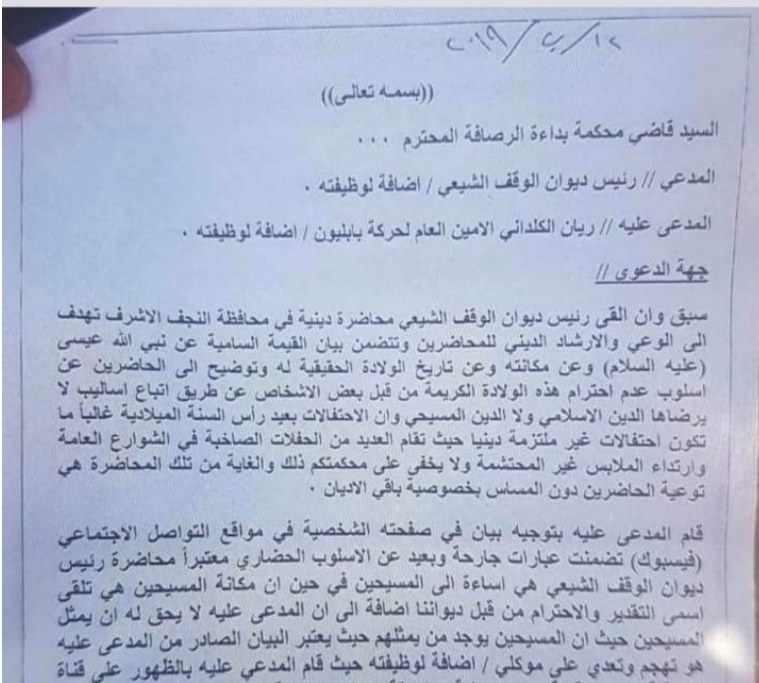 ١٢/ب/٢٠١٩
((بسمه تعالى))
السيد قاضي محكمة بداءة الرصافة المحترم ...
المدعي // رئيس ديوان الوقف الشيعي / اضافة لوظيفته .
المدعى عليه // ريان الكلداني الامين العام لحركة بابليون / اضافة لوظيفته .
جهة الدعوى //
سبق وان القى رئيس ديوان الوقف الشيعي محاضرة دينية في محافظة النجف الاشرف تهدف
الى الوعي والارشاد الديني للمحاضرين وتتضمن بيان القيمة السامية عن نبي الله عيسى
(عليه السلام) وعن مكانته وعن تاريخ الولادة الحقيقية له وتوضيح الى الحاضرين عن
اسلوب عدم احترام هذه الولادة الكريمة من قبل بعض الاشخاص عن طريق اتباع اساليب لا
يرضاها الدين الاسلامي ولا الدين المسيحي وان الاحتفالات بعيد رأس السنة الميلادية غالباً ما
تكون احتفالات غير ملتزمة دينيا حيث تقام العديد من الحفلات الصاخبة في الشوارع العامة
وارتداء الملابس غير المحتشمة ولا يخفى على محكمتكم ذلك والغاية من تلك المحاضرة هي
توعية الحاضرين دون المساس بخصوصية باقي الاديان .
قام المدعى عليه بتوجيه بيان في صفحته الشخصية في مواقع التواصل الاجتماعي
(فيسبوك) تضمنت عبارات جارحة وبعيد عن الاسلوب الحضاري معتبراً محاضرة رئيس
ديوان الوقف الشيعي هي اساءة الى المسيحين في حين ان مكانة المسيحين هي تلقى
اسمى التقدير والاحترام من قبل ديواننا اضافة الى ان المدعى عليه لا يحق له ان يمثل
المسيحين حيث ان المسيحين يوجد من يمثلهم حيث يعتبر البيان الصادر من المدعى عليه
هو تهجم وتعدي على موكلي / اضافة لوظيفته حيث قام المدعي عليه بالظهور على قناة